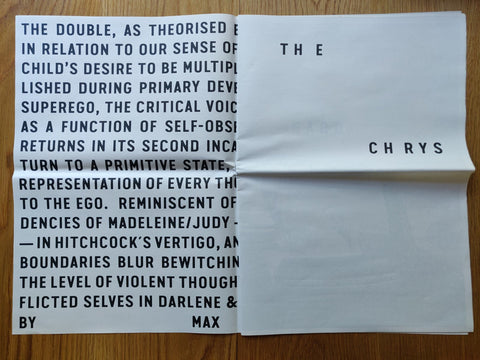 THE DOUBLE, AS THEORISED
IN RELATION TO OUR SENSE OF
CHILD'S DESIRE TO BE MULTIPL
LISHED DURING PRIMARY DEVE
SUPEREGO, THE CRITICAL VOIC
AS A FUNCTION OF SELF-OBSE
RETURNS IN ITS SECOND INCA
TURN TO A PRIMITIVE STATE,
REPRESENTATION OF EVERY
TO THE EGO. REMINISCENT OF
DENCIES OF MADELEINE/JUDY -
— IN HITCHCOCK´S VERTIGO, AN
BOUNDARIES BLUR BEWITCHIN
THE LEVEL OF VIOLENT THOUGH
FLICTED SELVES IN DARLENE &
BY MAX
THE
CHRYS